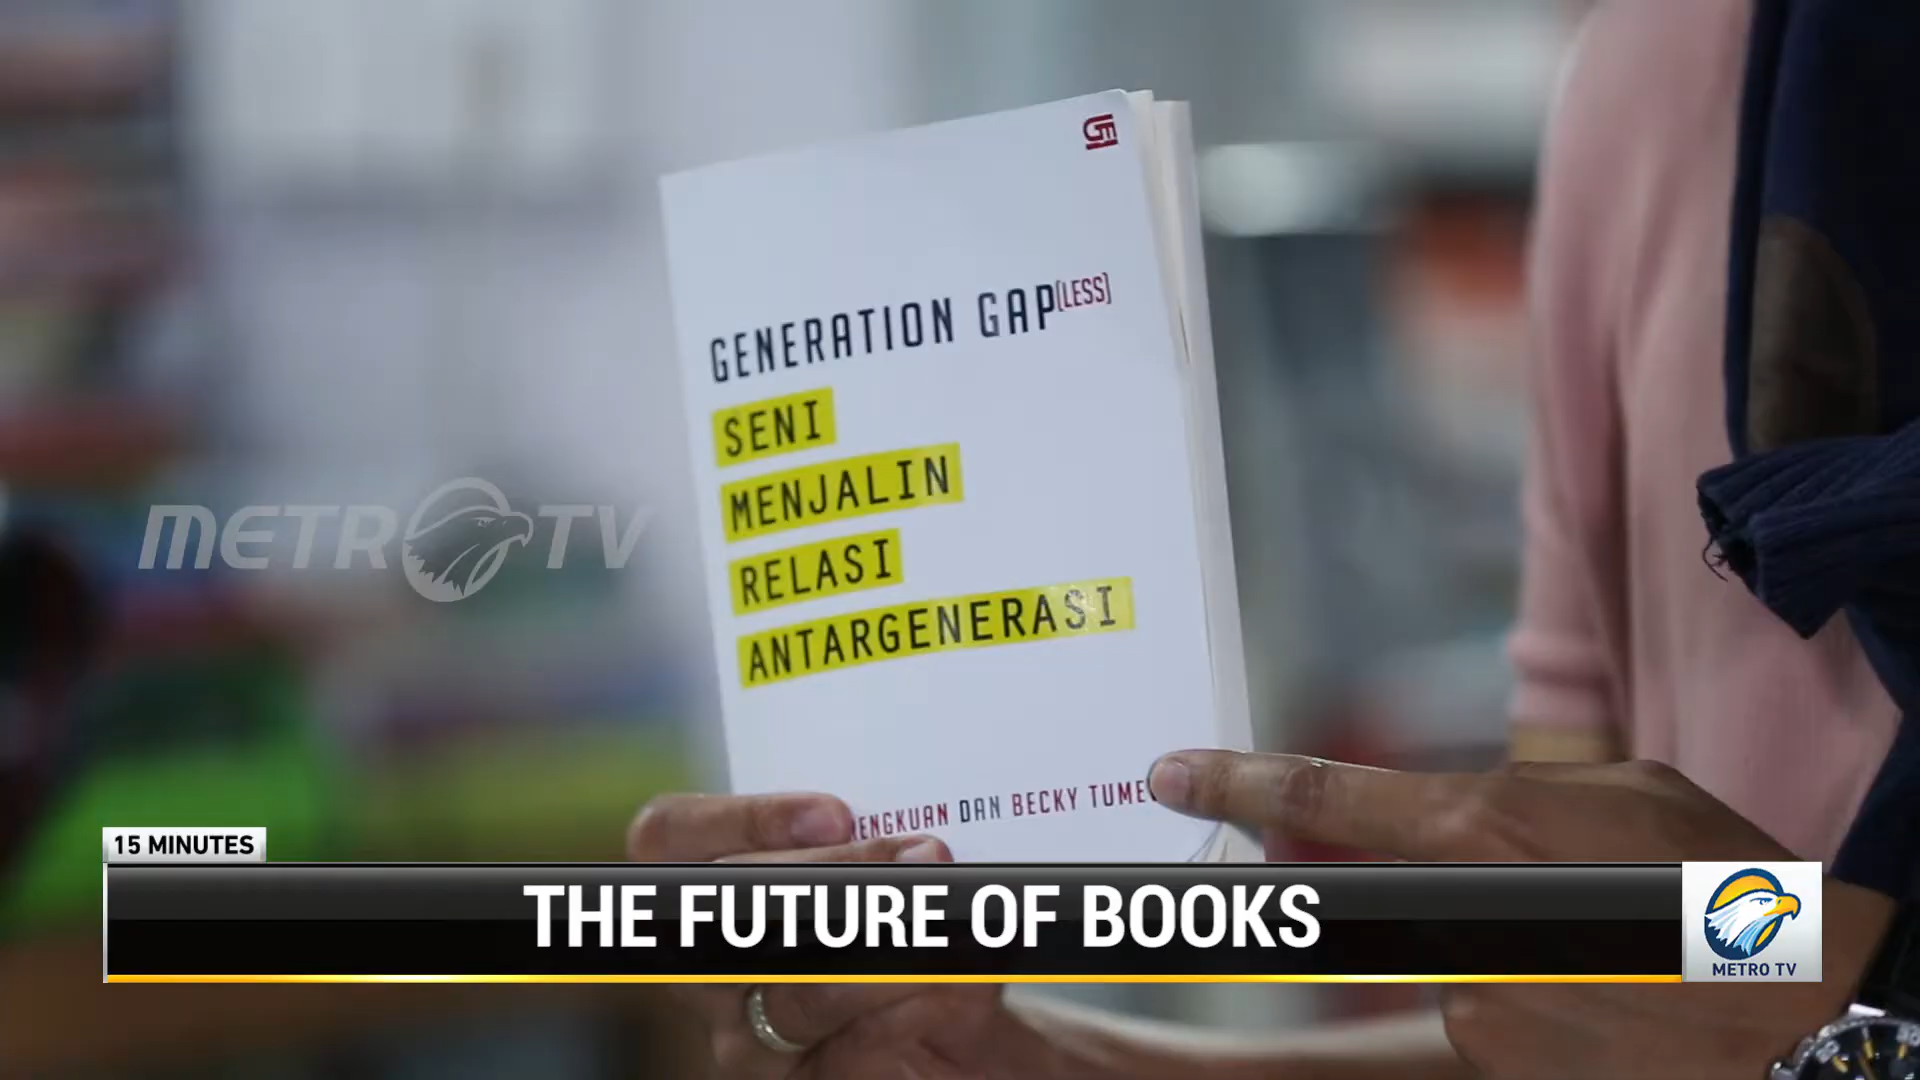 GM
GENERATION GAP[LESS]
SENI
MENJALIN
RELASI
ANTARGENERASI
DAN BECKY
METRO TV
15 MINUTES
THE FUTURE OF BOOKS
METRO TV